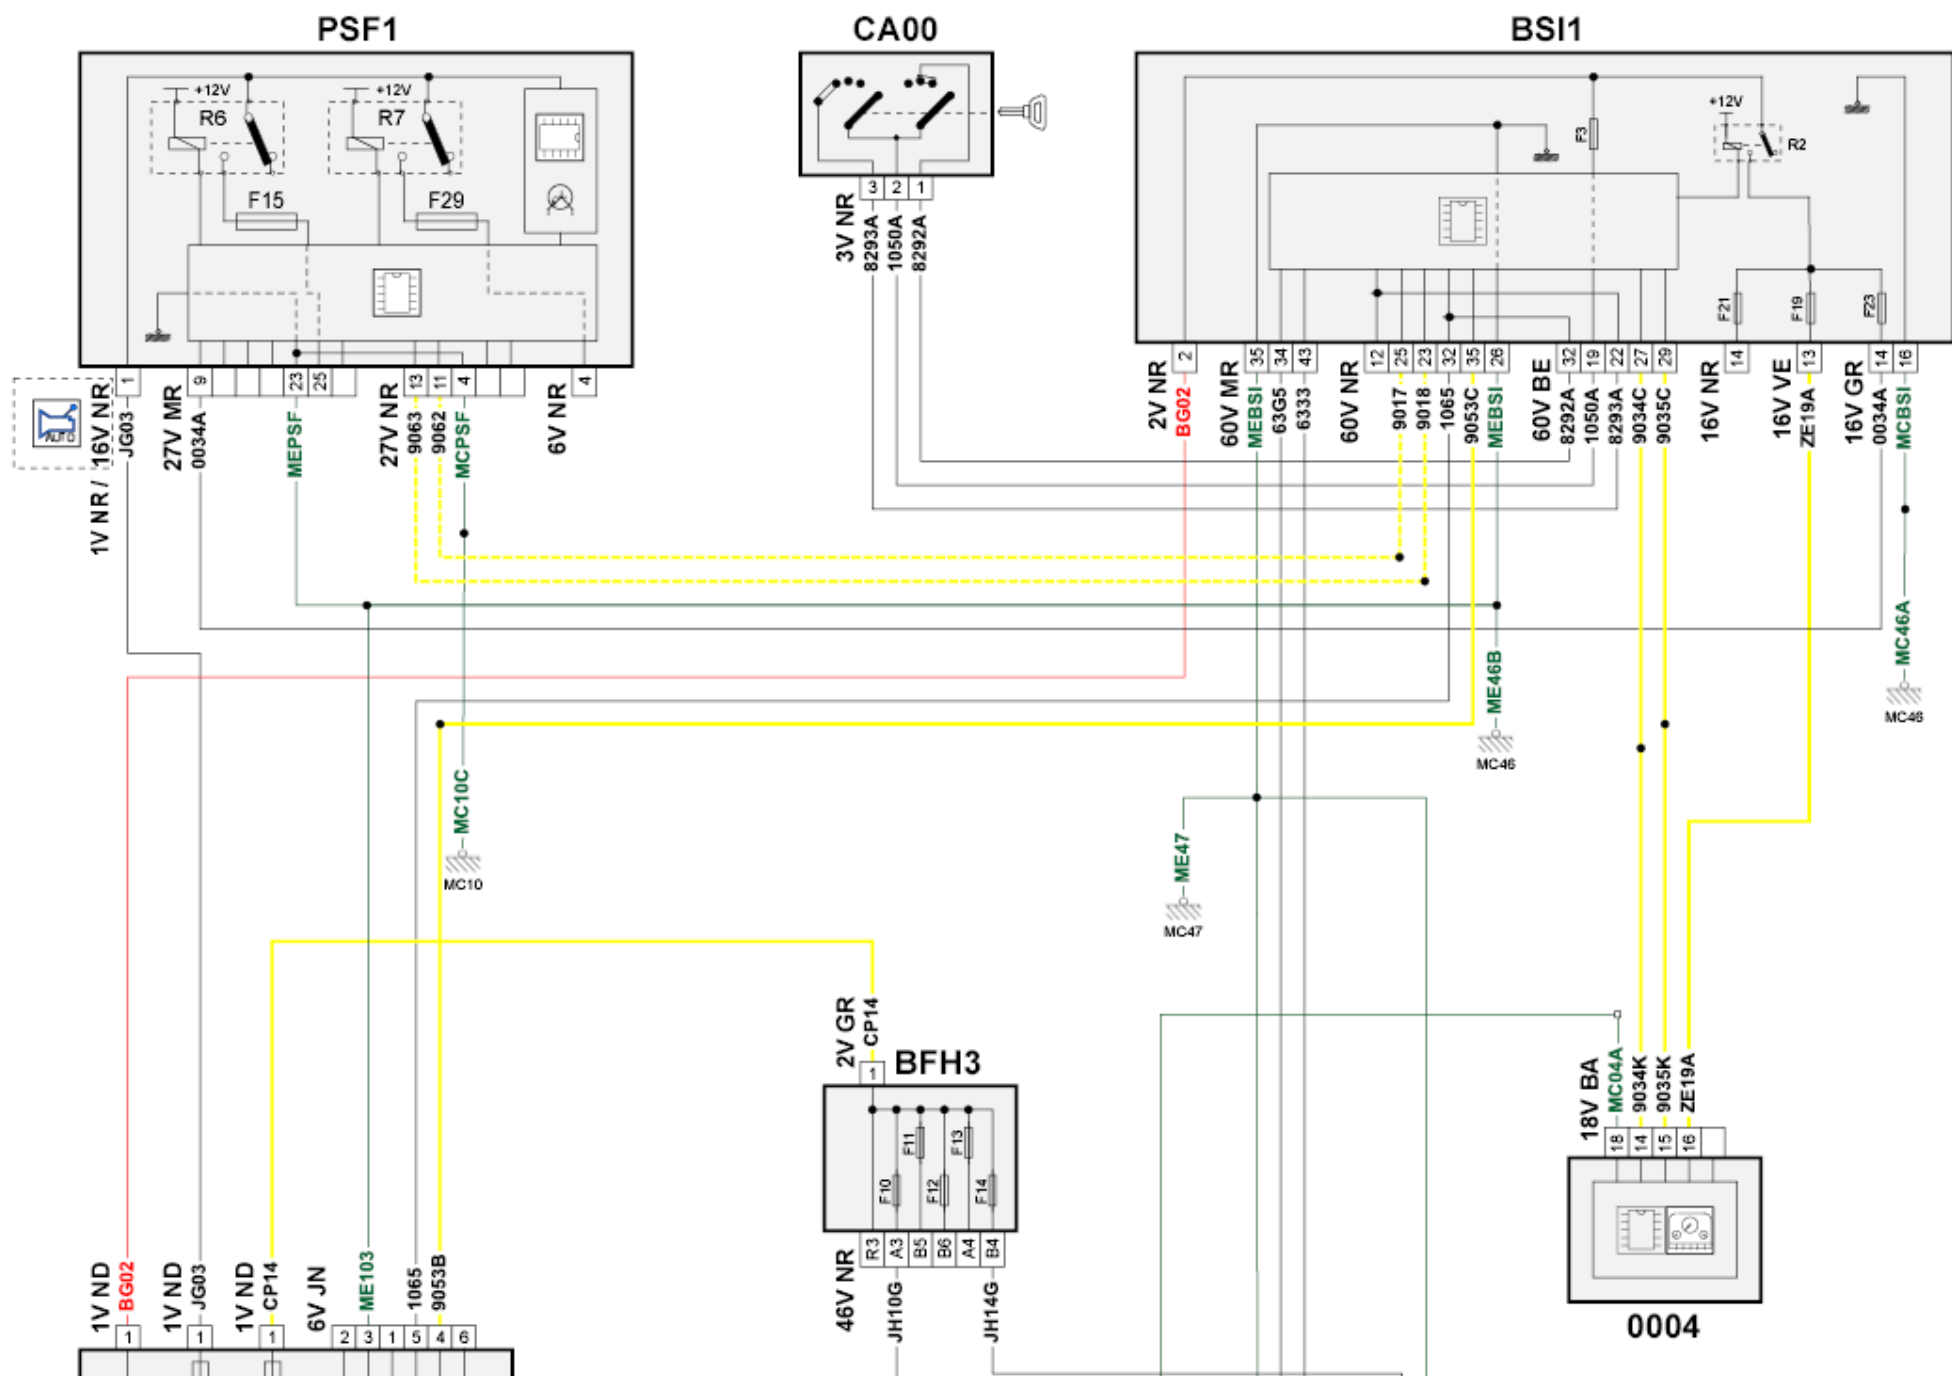 PSF1
CA00
BSI1
+12V
+12V
R6
R7
F15
F29
+12V
F3
R2
F21
F19
F23
3
2
1
3V NR
8293A
1050A
8292A
AUTO
1
9
23
25
13
11
4
4
1V NR / 16V NR
JG03
27V MR
0034A
MEPSF
27V NR
9063
9062
MCPSF
6V NR
2
35
34
43
12
25
23
32
35
26
32
19
22
27
29
14
13
14
16
2V NR
BG02
60V MR
MEBSI
63G5
6333
60V NR
9017
9018
1065
9053C
MEBSI
60V BE
8292A
1050A
8293A
9034C
9035C
16V NR
16V VE
ZE19A
16V GR
0034A
MCBSI
MC46A
MC46
ME46B
MC46
MC10C
MC10
ME47
MC47
2V GR
CP14
1
BFH3
F10
F11
F12
F13
F14
R3
A3
B5
B6
A4
B4
46V NR
JH10G
JH14G
18V BA
MC04A
9034K
9035K
ZE19A
18
14
15
16
0004
1V ND
BG02
1V ND
JG03
1V ND
CP14
6V JN
ME103
1065
9053B
1
1
1
2
3
1
5
4
6